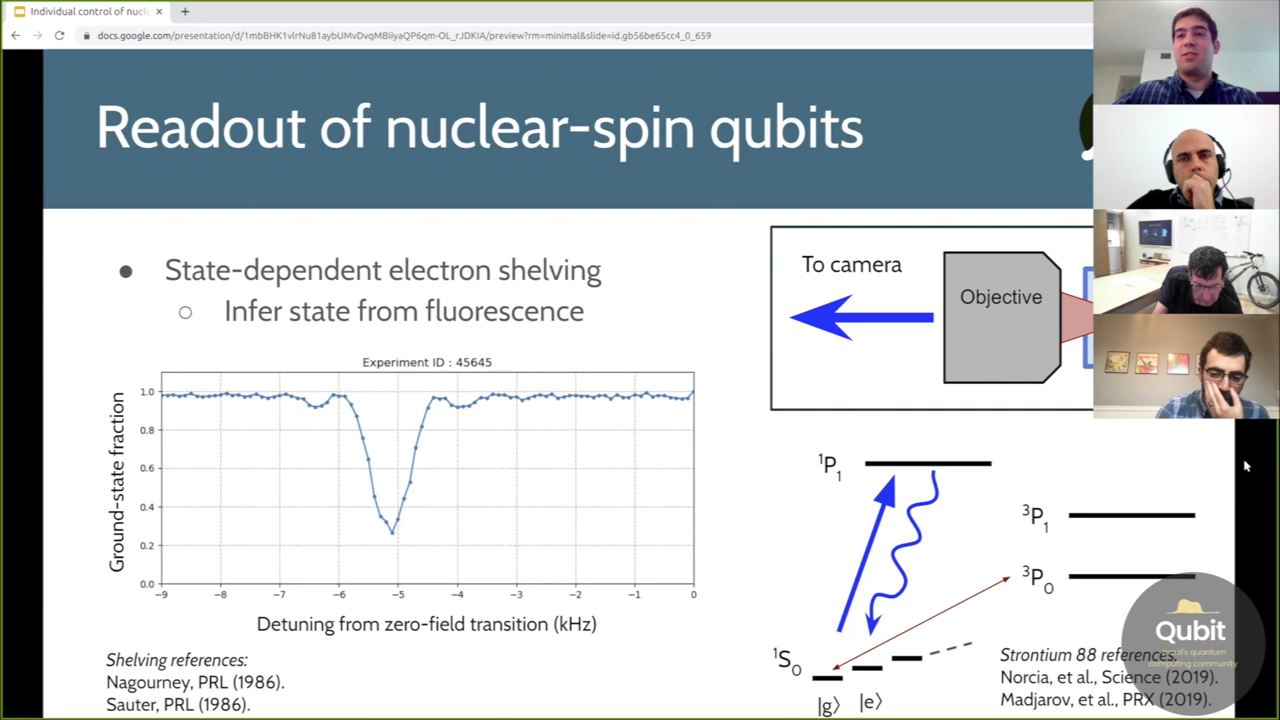 Individual control of nucle
docs.google.com/presentation/d/1mbBHK1vlrNu81aybUMvDvqMBiiyaQP6qm-OL_rJDKIA/preview?rm=minimal&slide=id.gb56be65cc4_0_659
Readout of nuclear-spin qubits
State-dependent electron shelving
Infer state from fluorescence
To camera
Objective
Experiment ID : 45645
Ground-state fraction
1.0
0.8
0.6
0.4
0.2
0.0
−9 −8 −7 −6 −5 −4 −3 −2 −1 0
Detuning from zero-field transition (kHz)
Shelving references:
Nagourney, PRL (1986).
Sauter, PRL (1986).
¹P₁
³P₁
³P₀
¹S₀
|g⟩ |e⟩
Strontium 88 references:
Norcia, et al., Science (2019).
Madjarov, et al., PRX (2019).
Qubit
quantum
computing community